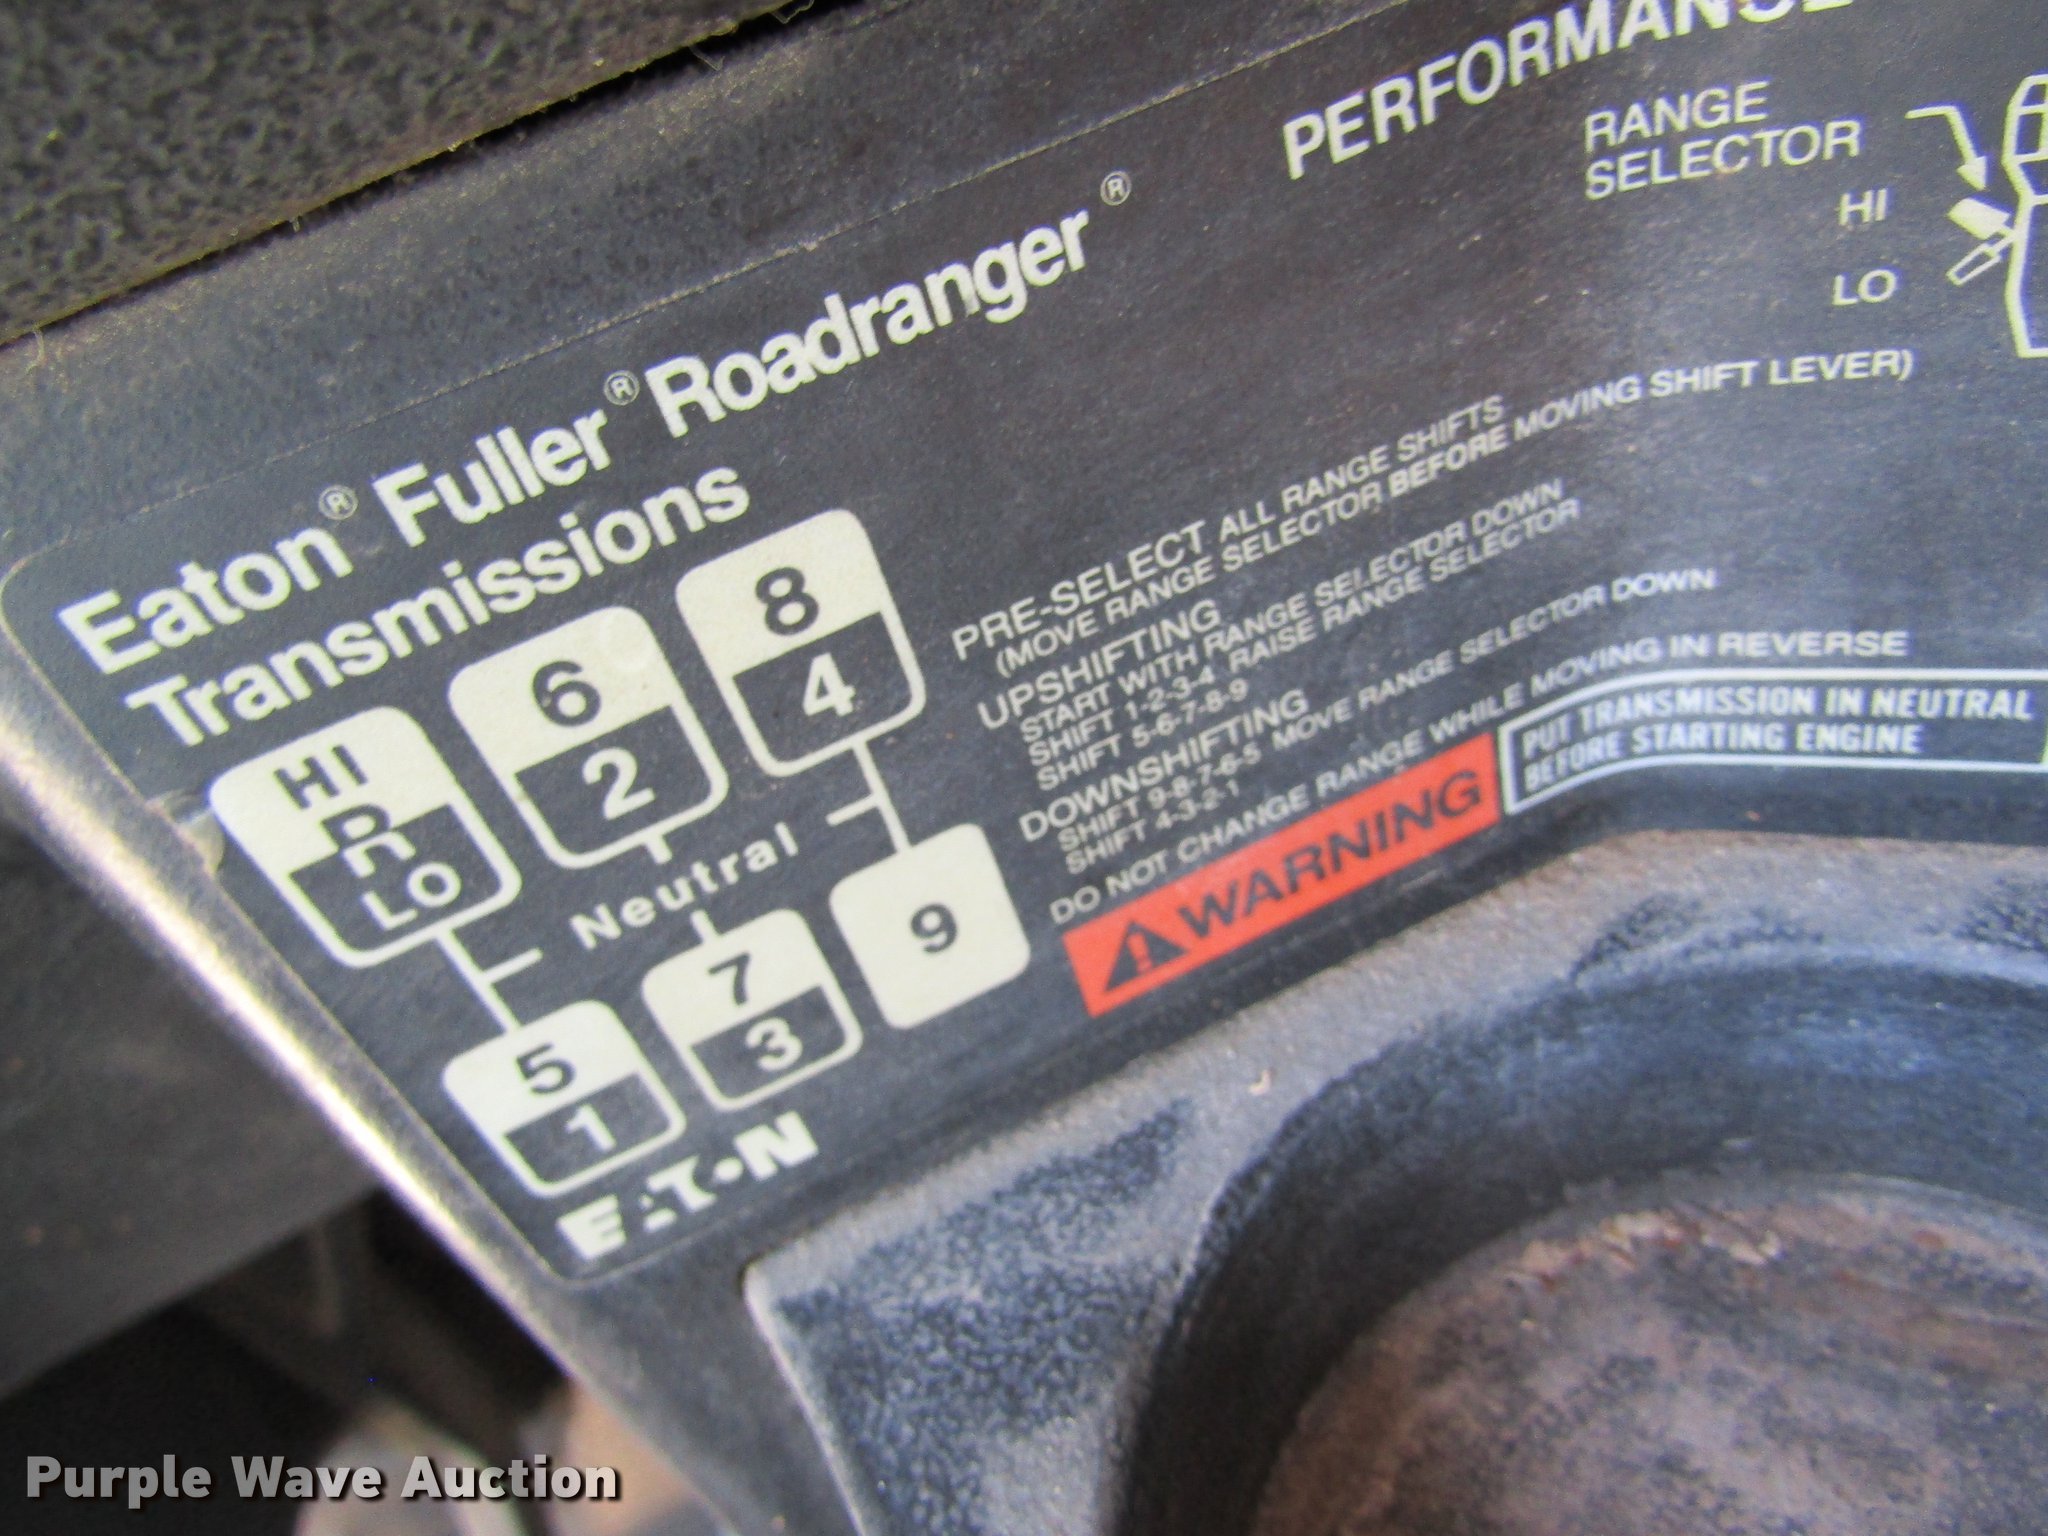 Eaton® Fuller® Roadranger®
Transmissions
PERFORMANCE
RANGE
SELECTOR
HI
LO
HI
R
R
LO
6
2
8
4
Neutral
5
1
7
3
9
EATON
PRE-SELECT ALL RANGE SHIFTS
(MOVE RANGE SELECTOR BEFORE MOVING SHIFT LEVER)
UPSHIFTING
START WITH RANGE SELECTOR DOWN
SHIFT 1-2-3-4 RAISE RANGE SELECTOR
SHIFT 5-6-7-8-9
DOWNSHIFTING
SHIFT 9-8-7-6-5 MOVE RANGE SELECTOR DOWN
SHIFT 4-3-2-1
DO NOT CHANGE RANGE WHILE MOVING IN REVERSE
WARNING
PUT TRANSMISSION IN NEUTRAL
BEFORE STARTING ENGINE
Purple Wave Auction